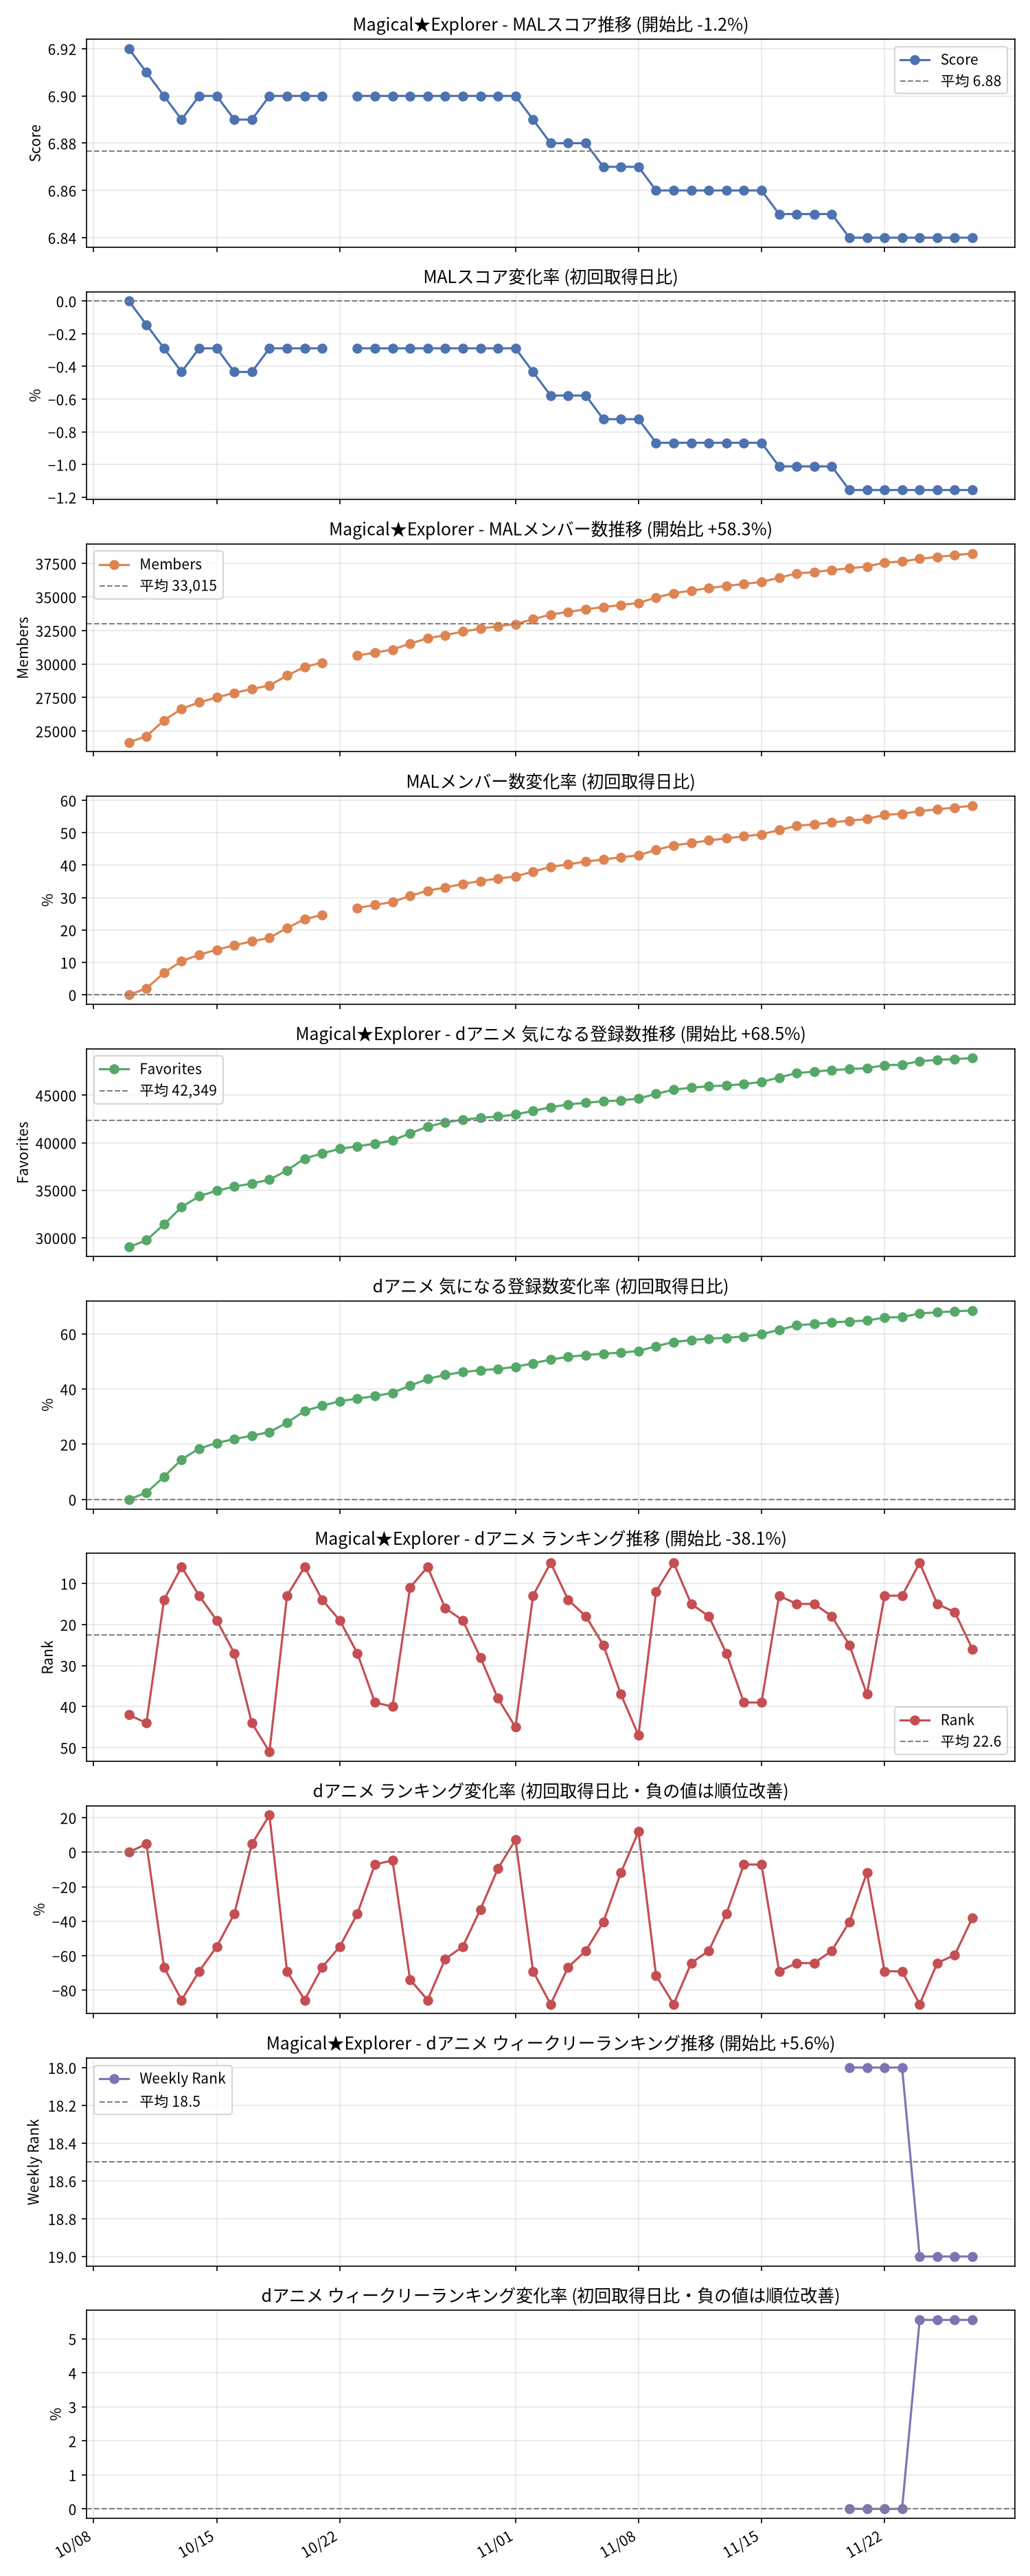 Magical★Explorer - MALスコア推移 (開始比 -1.2%)
Score
6.92
6.90
6.88
6.86
6.84
Score
平均 6.88
MALスコア変化率 (初回取得日比)
%
0.0
−0.2
−0.4
−0.6
−0.8
−1.0
−1.2
Magical★Explorer - MALメンバー数推移 (開始比 +58.3%)
Members
37500
35000
32500
30000
27500
25000
Members
平均 33,015
MALメンバー数変化率 (初回取得日比)
%
60
50
40
30
20
10
0
Magical★Explorer - dアニメ 気になる登録数推移 (開始比 +68.5%)
Favorites
45000
40000
35000
30000
Favorites
平均 42,349
dアニメ 気になる登録数変化率 (初回取得日比)
%
60
40
20
0
Magical★Explorer - dアニメ ランキング推移 (開始比 -38.1%)
Rank
10
20
30
40
50
Rank
平均 22.6
dアニメ ランキング変化率 (初回取得日比・負の値は順位改善)
%
20
0
−20
−40
−60
−80
Magical★Explorer - dアニメ ウィークリーランキング推移 (開始比 +5.6%)
Weekly Rank
18.0
18.2
18.4
18.6
18.8
19.0
Weekly Rank
平均 18.5
dアニメ ウィークリーランキング変化率 (初回取得日比・負の値は順位改善)
%
5
4
3
2
1
0
10/08
10/15
10/22
11/01
11/08
11/15
11/22